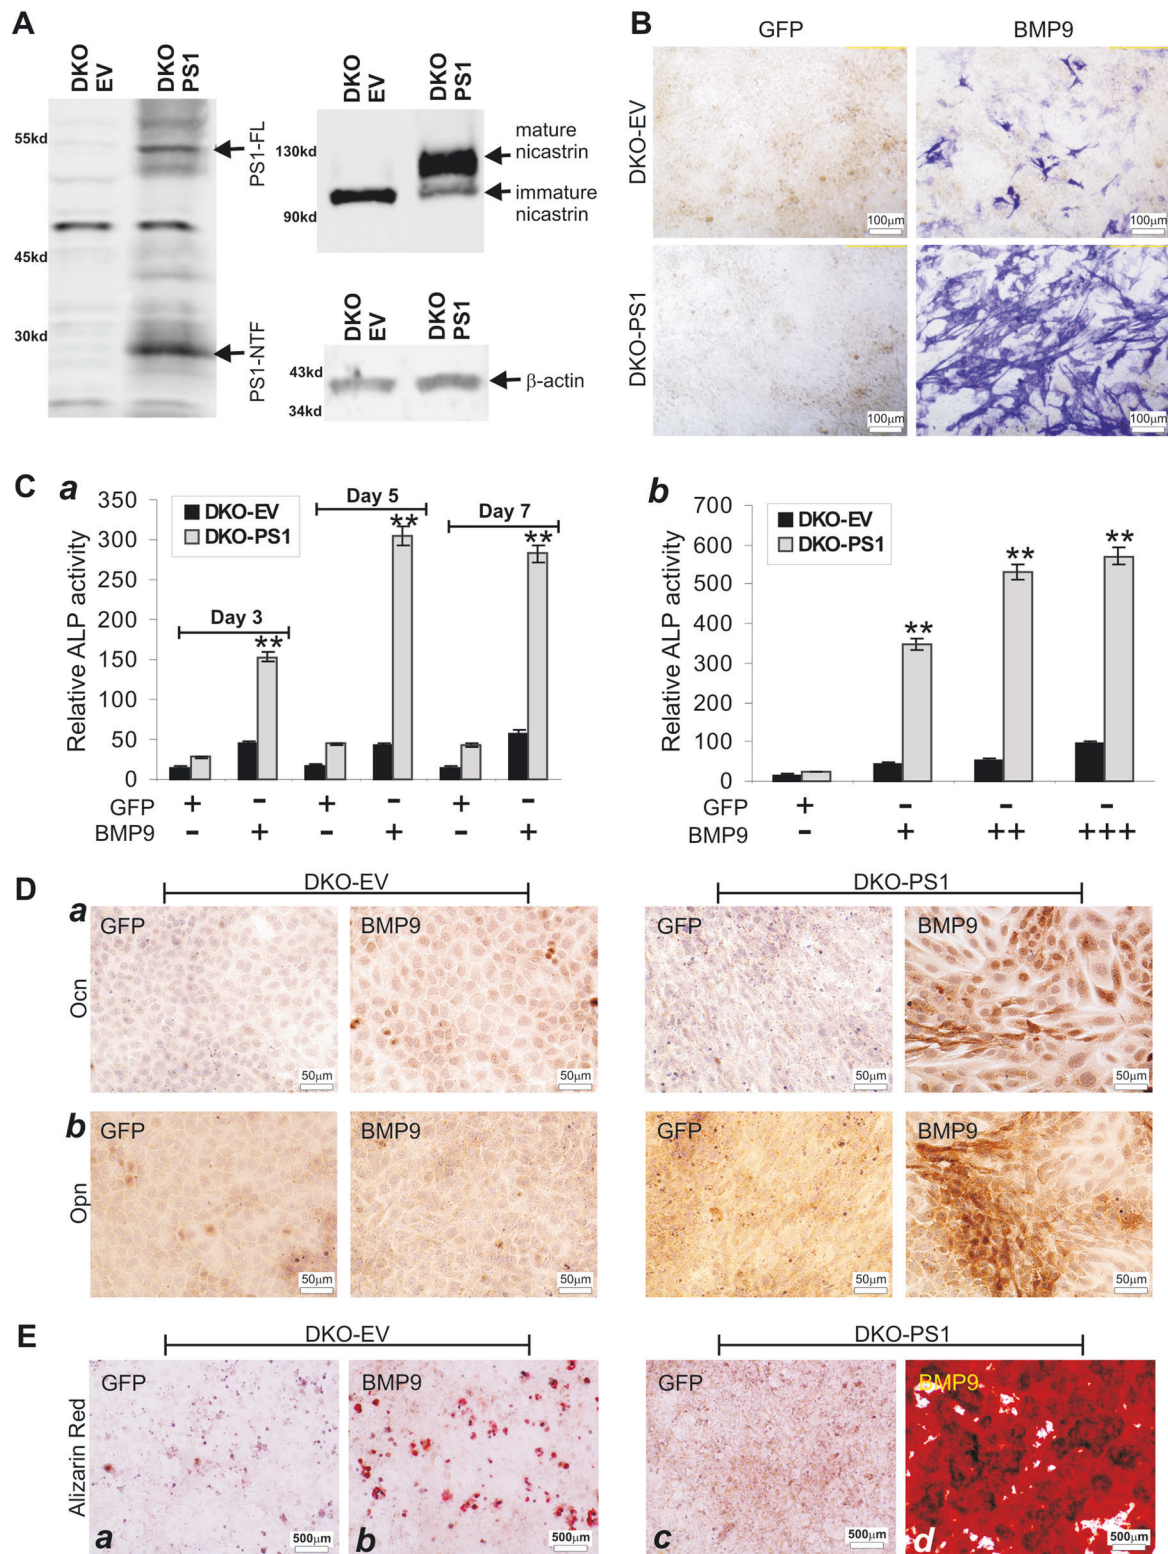 A
DKO
EV
DKO
PS1
55kd
45kd
30kd
PS1-FL
PS1-NTF
DKO
EV
DKO
PS1
130kd
90kd
mature
nicastrin
immature
nicastrin
DKO
EV
DKO
PS1
43kd
34kd
β-actin
B
GFP
BMP9
DKO-EV
100µm
100µm
DKO-PS1
100µm
100µm
C
a
Relative ALP activity
350
300
250
200
150
100
50
0
DKO-EV
DKO-PS1
Day 3
Day 5
Day 7
**
**
**
GFP + - + - + -
BMP9 - + - + - +
b
Relative ALP activity
700
600
500
400
300
200
100
0
DKO-EV
DKO-PS1
**
**
**
GFP + - - -
BMP9 - + ++ +++
D
DKO-EV
DKO-PS1
a
Ocn
GFP
50µm
BMP9
50µm
GFP
50µm
BMP9
50µm
b
Opn
GFP
50µm
BMP9
50µm
GFP
50µm
BMP9
50µm
E
DKO-EV
DKO-PS1
Alizarin Red
GFP
a
500µm
BMP9
b
500µm
GFP
c
500µm
BMP9
d
500µm